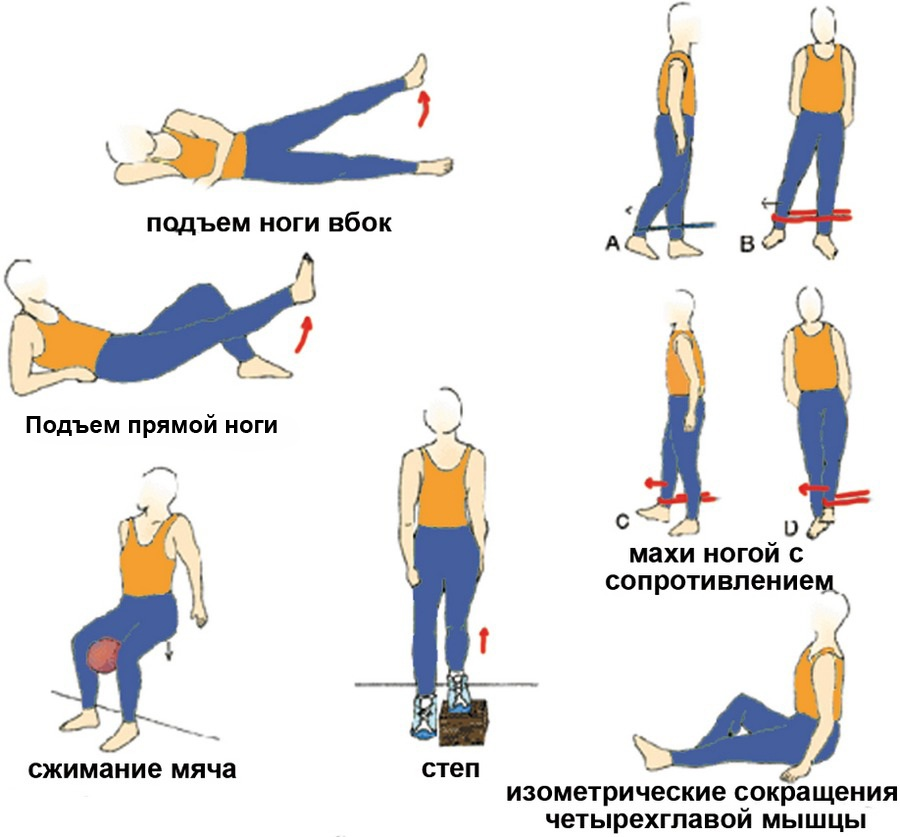 подъем ноги вбок
A
B
Подъем прямой ноги
C
D
махи ногой с
сопротивлением
сжимание мяча
степ
изометрические сокращения
четырехглавой мышцы